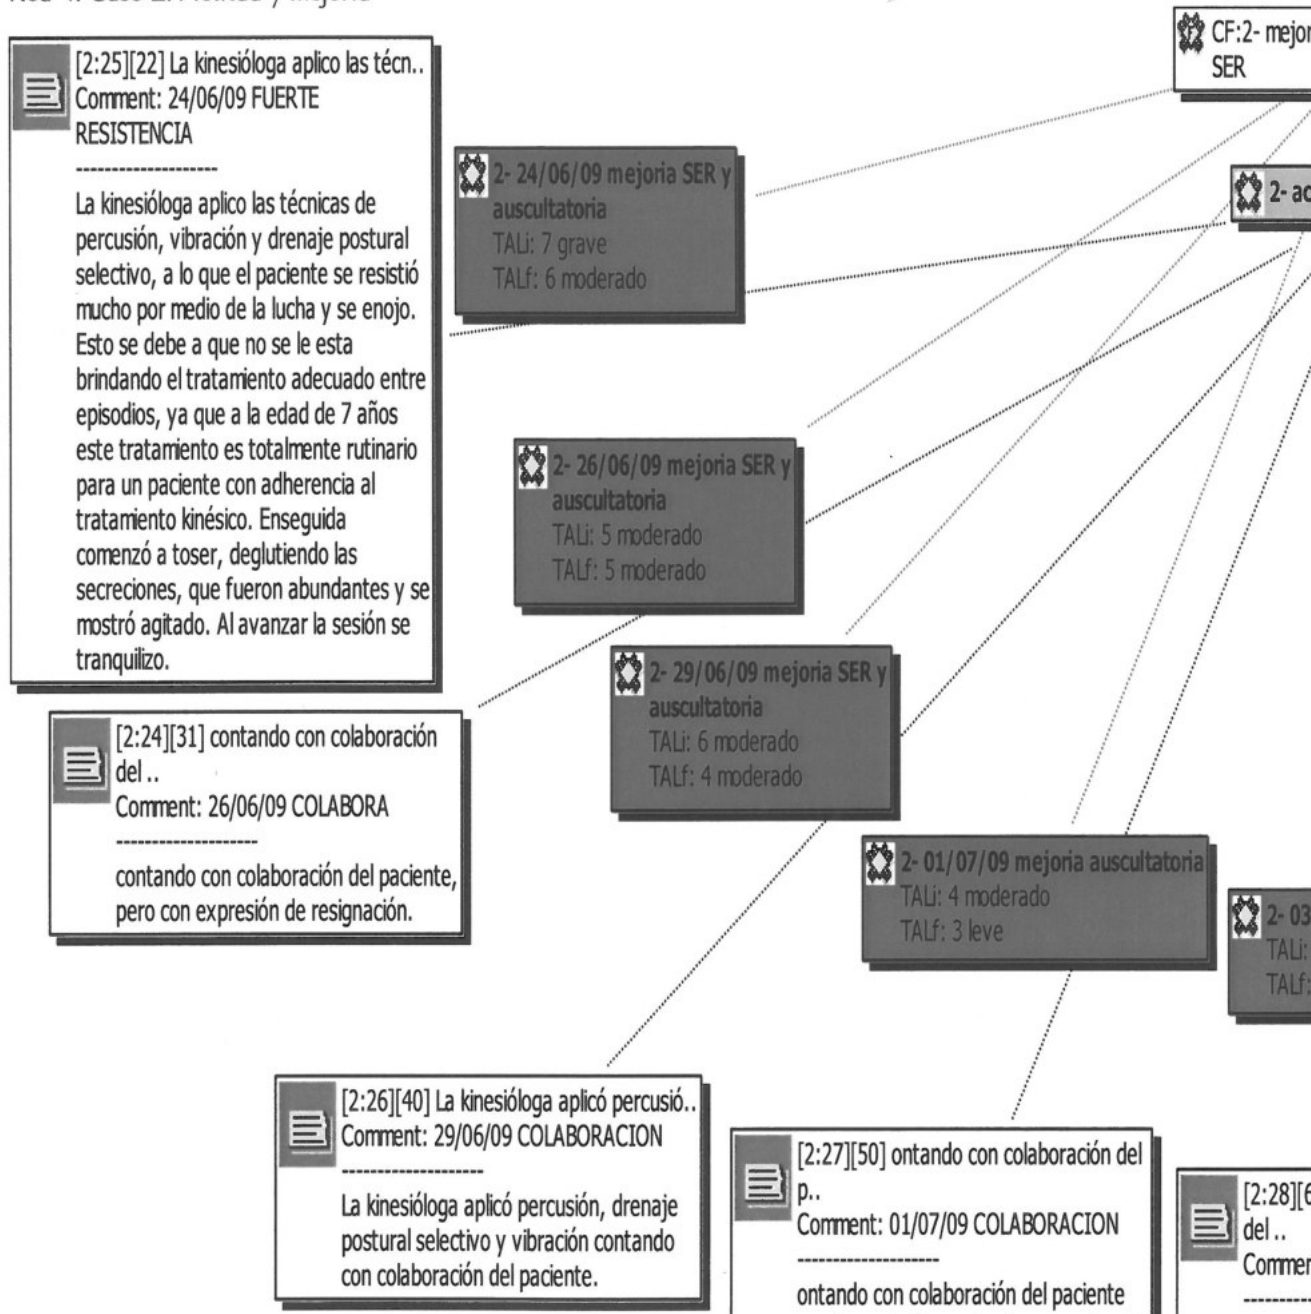 [2:25][22] La kinesióloga aplico las técn..
Comment: 24/06/09 FUERTE
RESISTENCIA
--------------------
La kinesióloga aplico las técnicas de
percusión, vibración y drenaje postural
selectivo, a lo que el paciente se resistió
mucho por medio de la lucha y se enojo.
Esto se debe a que no se le esta
brindando el tratamiento adecuado entre
episodios, ya que a la edad de 7 años
este tratamiento es totalmente rutinario
para un paciente con adherencia al
tratamiento kinésico. Enseguida
comenzó a toser, deglutiendo las
secreciones, que fueron abundantes y se
mostró agitado. Al avanzar la sesión se
tranquilizo.
CF:2- mejor
SER
2- 24/06/09 mejoria SER y
auscultatoria
TALi: 7 grave
TALf: 6 moderado
2- ac
2- 26/06/09 mejoria SER y
auscultatoria
TALi: 5 moderado
TALf: 5 moderado
2- 29/06/09 mejoria SER y
auscultatoria
TALi: 6 moderado
TALf: 4 moderado
[2:24][31] contando con colaboración
del ..
Comment: 26/06/09 COLABORA
--------------------
contando con colaboración del paciente,
pero con expresión de resignación.
2- 01/07/09 mejoria auscultatoria
TALi: 4 moderado
TALf: 3 leve
2- 03
TALi:
TALf:
[2:26][40] La kinesióloga aplicó percusió..
Comment: 29/06/09 COLABORACION
--------------------
La kinesióloga aplicó percusión, drenaje
postural selectivo y vibración contando
con colaboración del paciente.
[2:27][50] ontando con colaboración del
p..
Comment: 01/07/09 COLABORACION
--------------------
ontando con colaboración del paciente
[2:28][6
del ..
Commen